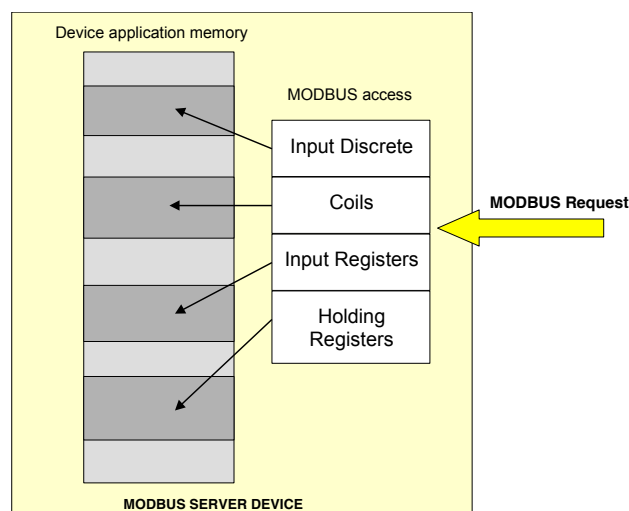 Device application memory
MODBUS access
Input Discrete
Coils
MODBUS Request
Input Registers
Holding
Registers
MODBUS SERVER DEVICE